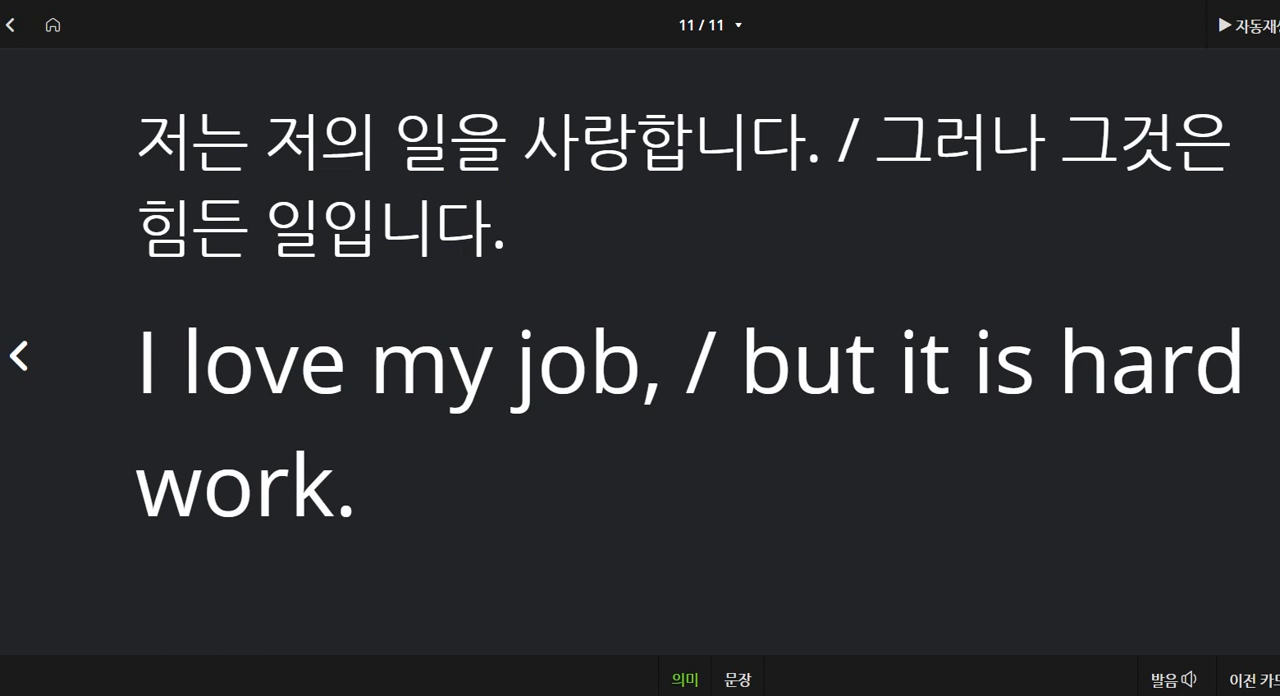 11 / 11
▶ 자동재생
저는 저의 일을 사랑합니다. / 그러나 그것은
힘든 일입니다.
I love my job, / but it is hard
work.
의미 문장 발음 이전